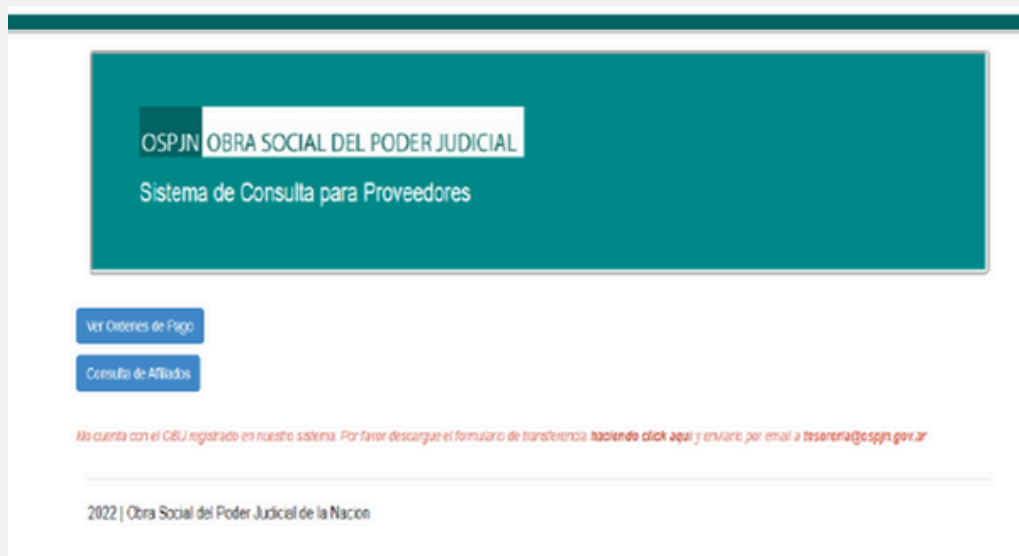 OSPJN OBRA SOCIAL DEL PODER JUDICIAL
Sistema de Consulta para Proveedores
Ver Ordenes de Pago
Consulta de Afiliados
No cuenta con el CBU registrado en nuestro sistema. Por favor descargue el formulario de transferencia haciendo click aqui y enviarlo por email a tesoreria@ospjn.gov.ar
2022 | Obra Social del Poder Judicial de la Nacion